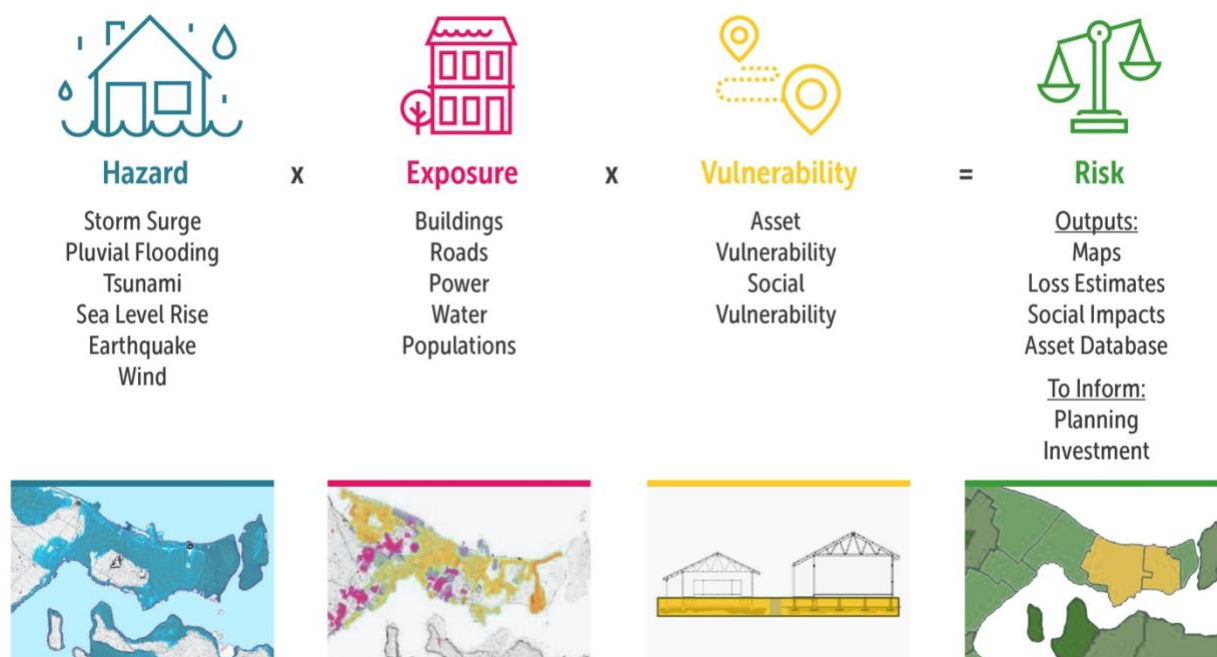 Hazard x Exposure x Vulnerability = Risk
Storm Surge
Pluvial Flooding
Tsunami
Sea Level Rise
Earthquake
Wind
Buildings
Roads
Power
Water
Populations
Asset
Vulnerability
Social
Vulnerability
Outputs:
Maps
Loss Estimates
Social Impacts
Asset Database
To Inform:
Planning
Investment